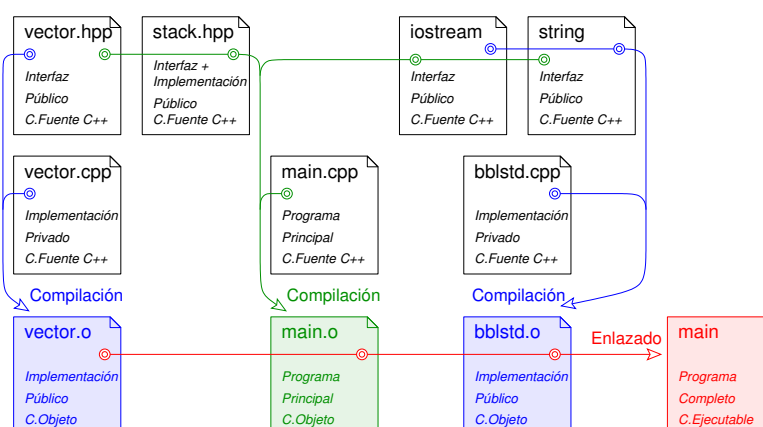 vector.hpp
Interfaz
Público
C.Fuente C++
stack.hpp
Interfaz +
Implementación
Público
C.Fuente C++
iostream
Interfaz
Público
C.Fuente C++
string
Interfaz
Público
C.Fuente C++
vector.cpp
Implementación
Privado
C.Fuente C++
main.cpp
Programa
Principal
C.Fuente C++
bblstd.cpp
Implementación
Privado
C.Fuente C++
Compilación
Compilación
Compilación
vector.o
Implementación
Público
C.Objeto
main.o
Programa
Principal
C.Objeto
bblstd.o
Implementación
Público
C.Objeto
Enlazado
main
Programa
Completo
C.Ejecutable